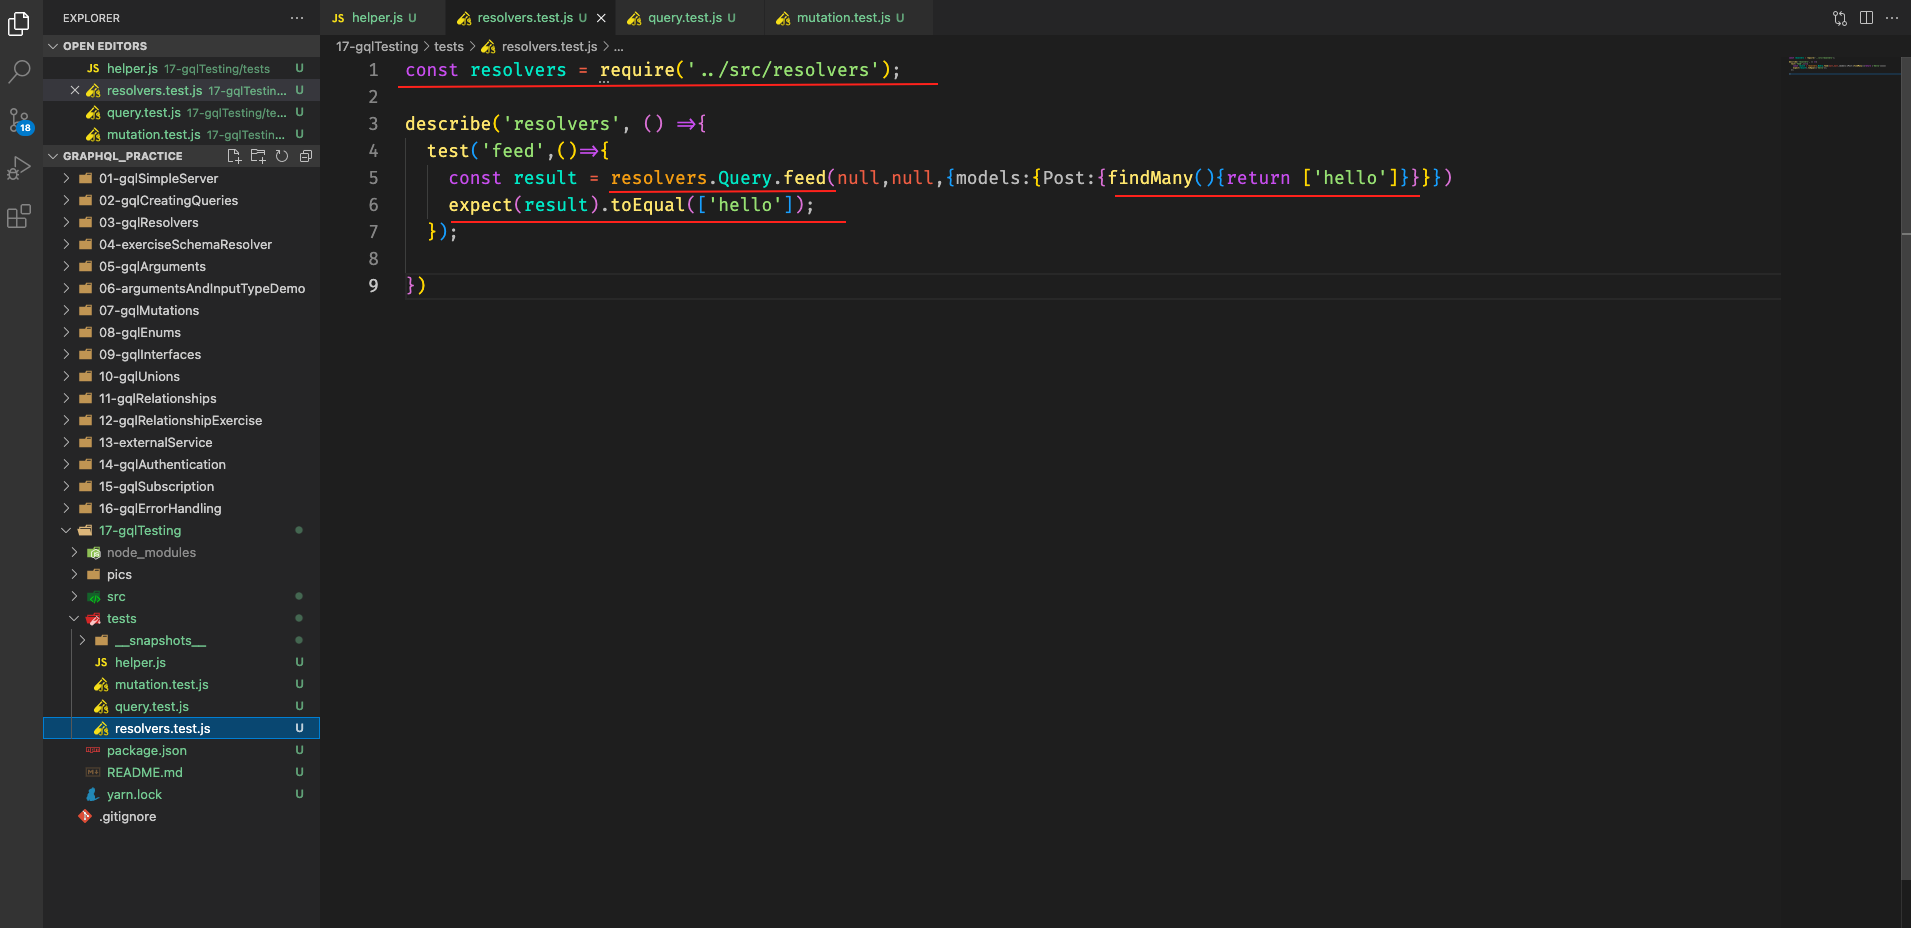 EXPLORER ...
OPEN EDITORS
JS helper.js 17-gqlTesting/tests U
resolvers.test.js 17-gqlTestin... U
query.test.js 17-gqlTesting/te... U
mutation.test.js 17-gqlTestin... U
18
GRAPHQL_PRACTICE
01-gqlSimpleServer
02-gqlCreatingQueries
03-gqlResolvers
04-exerciseSchemaResolver
05-gqlArguments
06-argumentsAndInputTypeDemo
07-gqlMutations
08-gqlEnums
09-gqlInterfaces
10-gqlUnions
11-gqlRelationships
12-gqlRelationshipExercise
13-externalService
14-gqlAuthentication
15-gqlSubscription
16-gqlErrorHandling
17-gqlTesting
node_modules
pics
src
tests
__snapshots__
JS helper.js U
mutation.test.js U
query.test.js U
resolvers.test.js U
package.json U
README.md U
yarn.lock U
.gitignore
JS helper.js U resolvers.test.js U query.test.js U mutation.test.js U
17-gqlTesting > tests > resolvers.test.js > ...
1 const resolvers = require('../src/resolvers');
2
3 describe('resolvers', () =>{
4 test('feed',()=>{
5 const result = resolvers.Query.feed(null,null,{models:{Post:{findMany(){return ['hello']}}}})
6 expect(result).toEqual(['hello']);
7 });
8
9 })